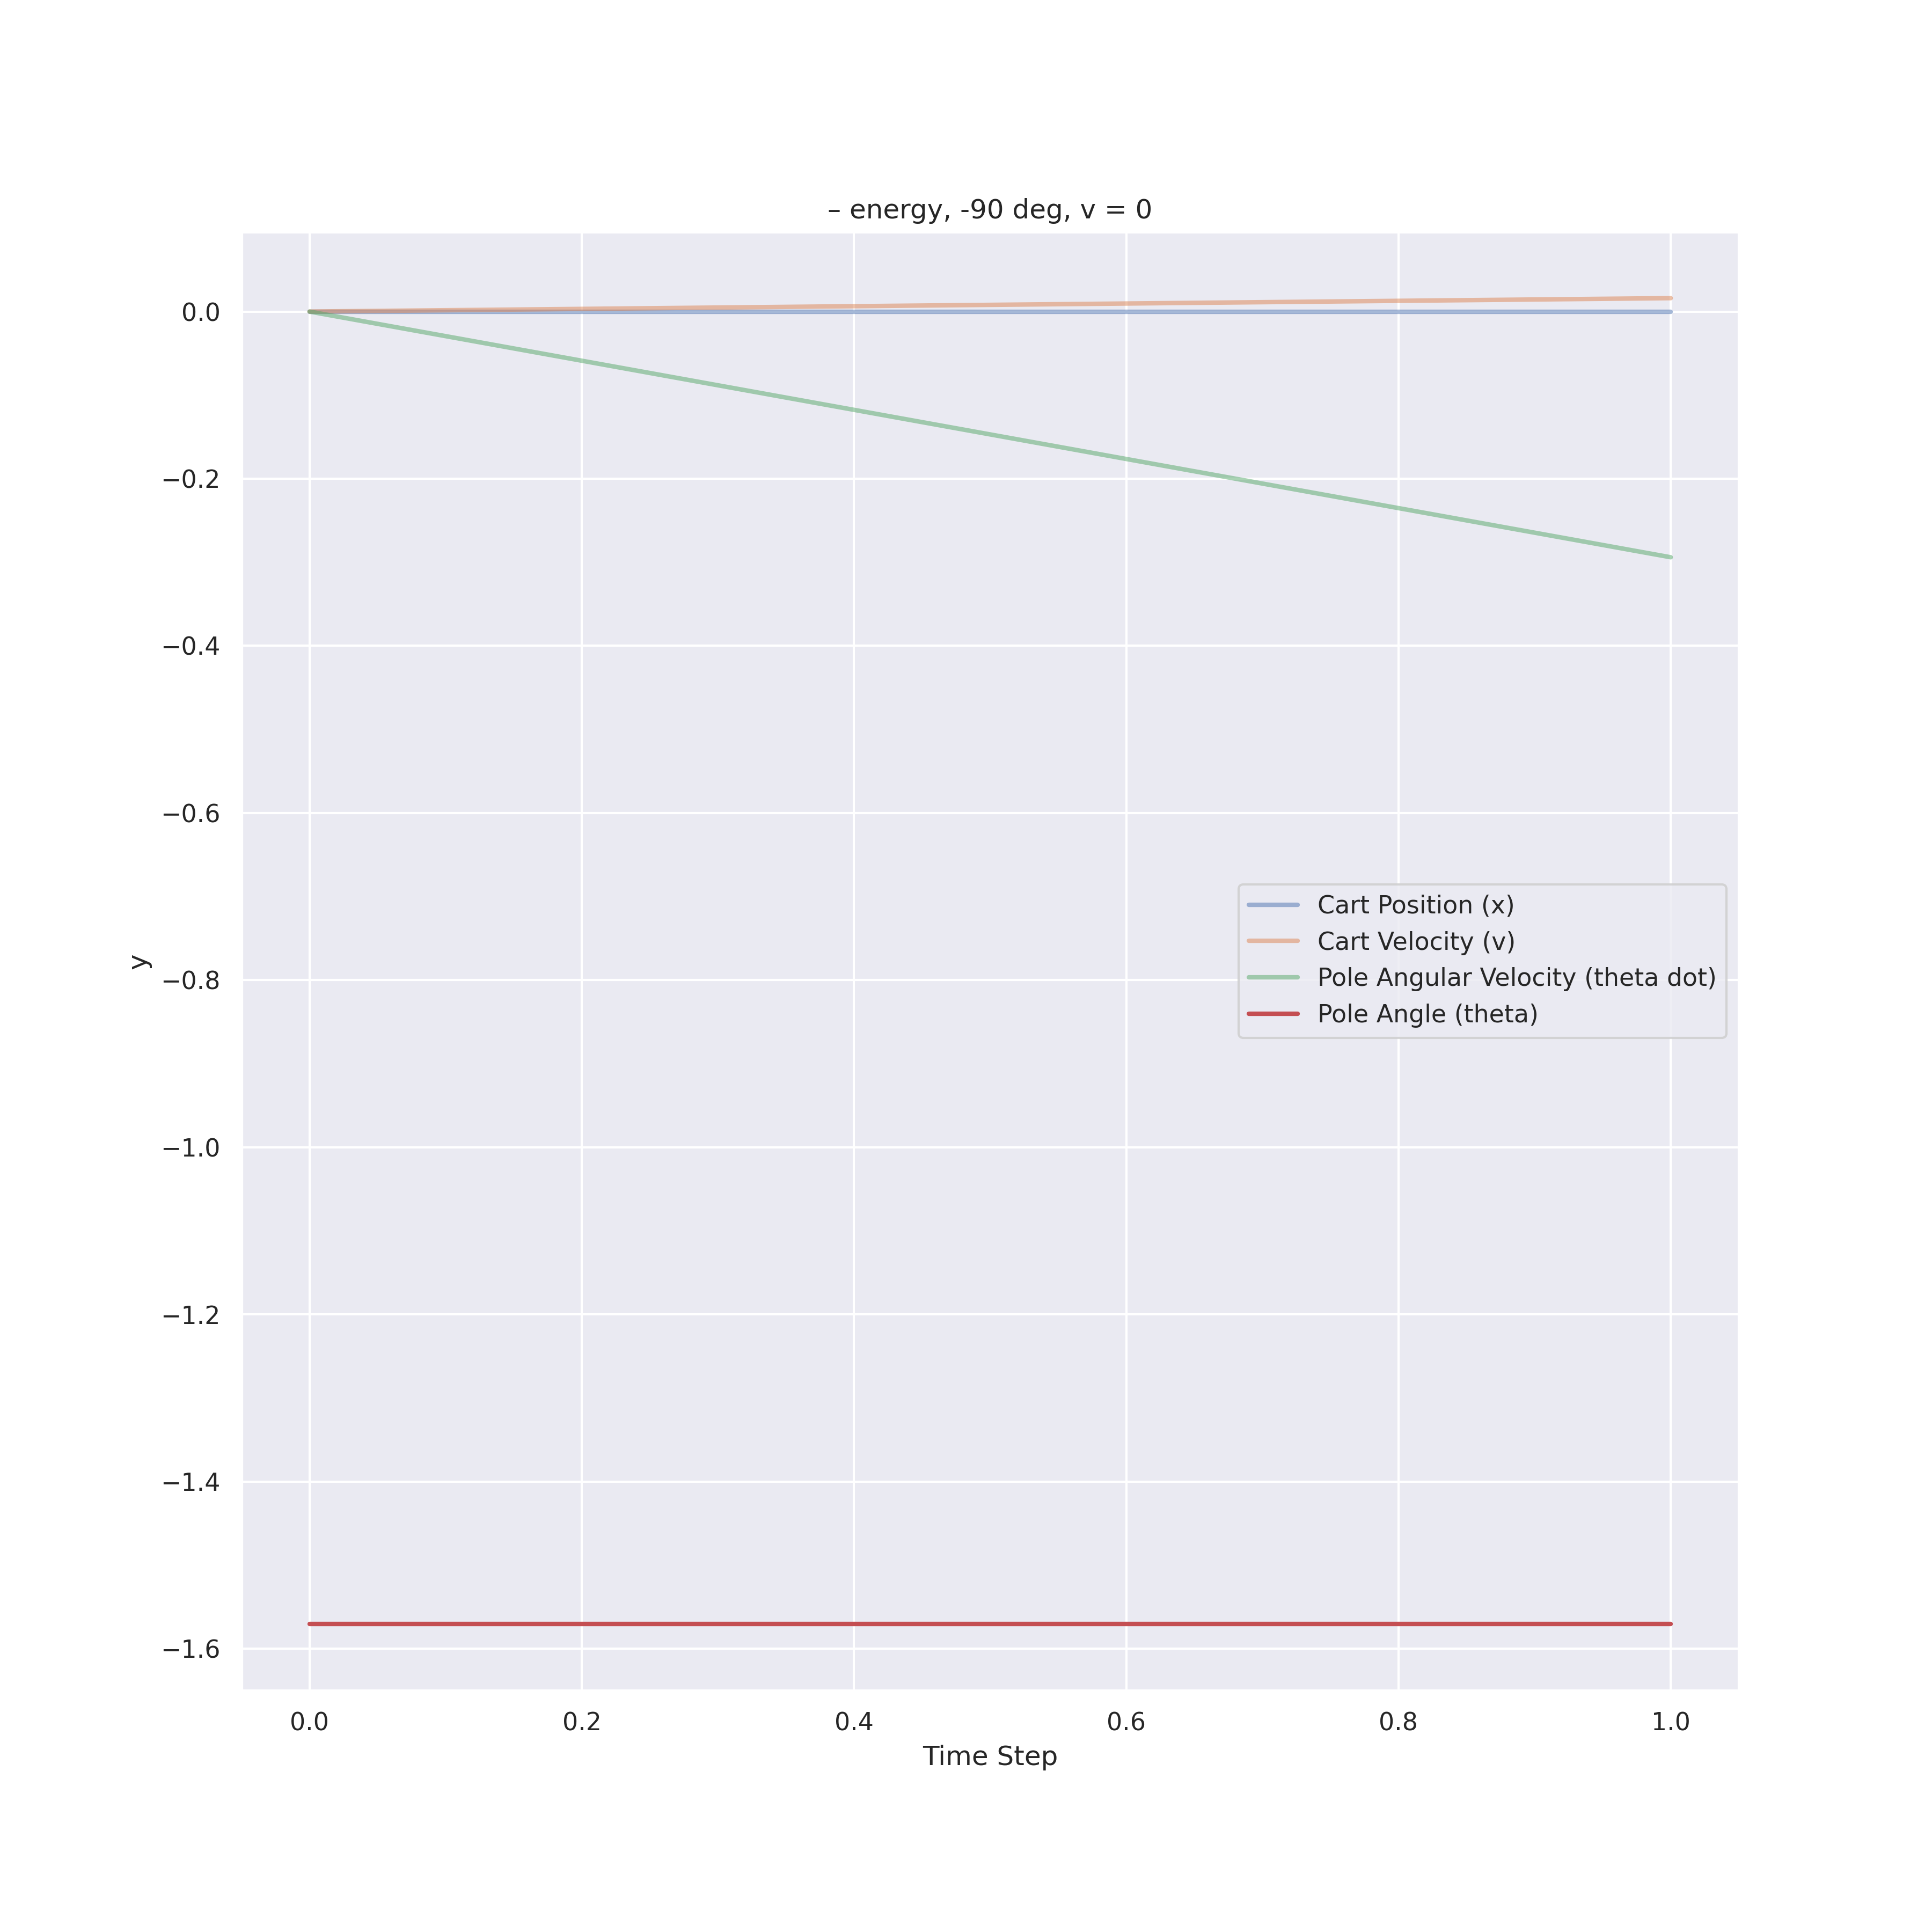 – energy, -90 deg, v = 0
0.0
−0.2
−0.4
−0.6
−0.8
−1.0
−1.2
−1.4
−1.6
y
Cart Position (x)
Cart Velocity (v)
Pole Angular Velocity (theta dot)
Pole Angle (theta)
0.0 0.2 0.4 0.6 0.8 1.0
Time Step